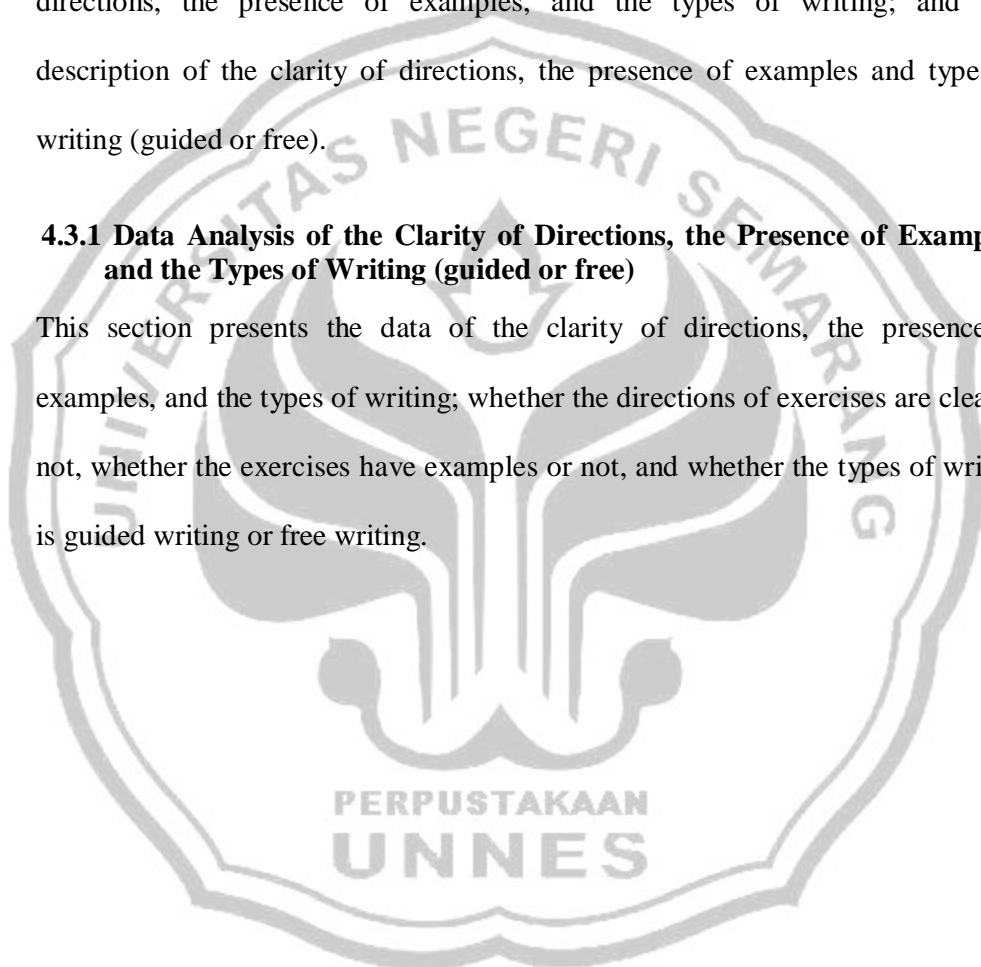 directions, the presence of examples, and the types of writing; and
description of the clarity of directions, the presence of examples and type
writing (guided or free).
4.3.1 Data Analysis of the Clarity of Directions, the Presence of Examp
and the Types of Writing (guided or free)
This section presents the data of the clarity of directions, the presence
examples, and the types of writing; whether the directions of exercises are clea
not, whether the exercises have examples or not, and whether the types of wri
is guided writing or free writing.
UNIVERSITAS NEGERI SEMARANG
PERPUSTAKAAN
UNNES